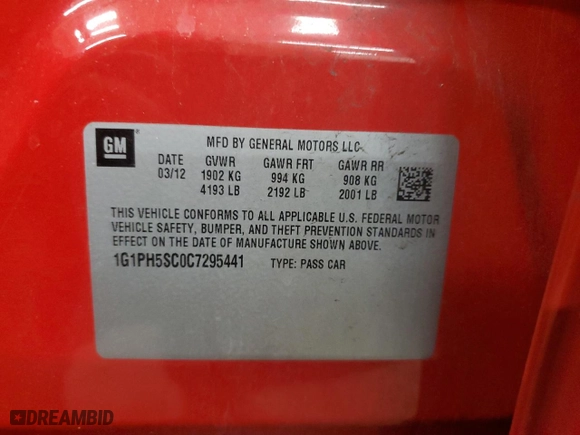 GM
MFD BY GENERAL MOTORS LLC
DATE GVWR GAWR FRT GAWR RR
03/12 1902 KG 994 KG 908 KG
4193 LB 2192 LB 2001 LB
THIS VEHICLE CONFORMS TO ALL APPLICABLE U.S. FEDERAL MOTOR
VEHICLE SAFETY, BUMPER, AND THEFT PREVENTION STANDARDS IN
EFFECT ON THE DATE OF MANUFACTURE SHOWN ABOVE.
1G1PH5SC0C7295441 TYPE: PASS CAR
DREAMBID